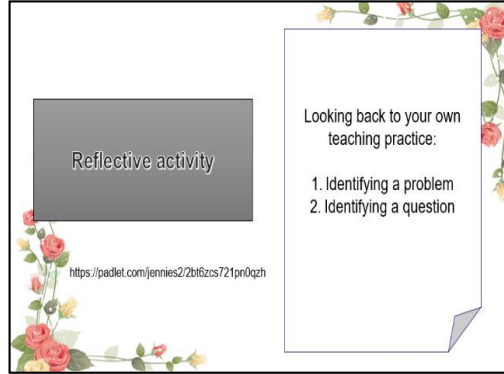 Reflective activity
https://padlet.com/jennies2/2bt6zcs721pn0qzh
Looking back to your own
teaching practice:
1. Identifying a problem
2. Identifying a question